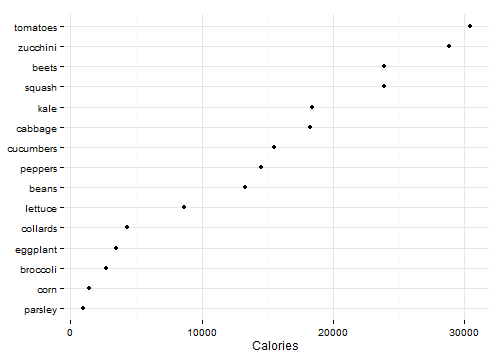 tomatoes
zucchini
beets
squash
kale
cabbage
cucumbers
peppers
beans
lettuce
collards
eggplant
broccoli
corn
parsley
0 10000 20000 30000
Calories